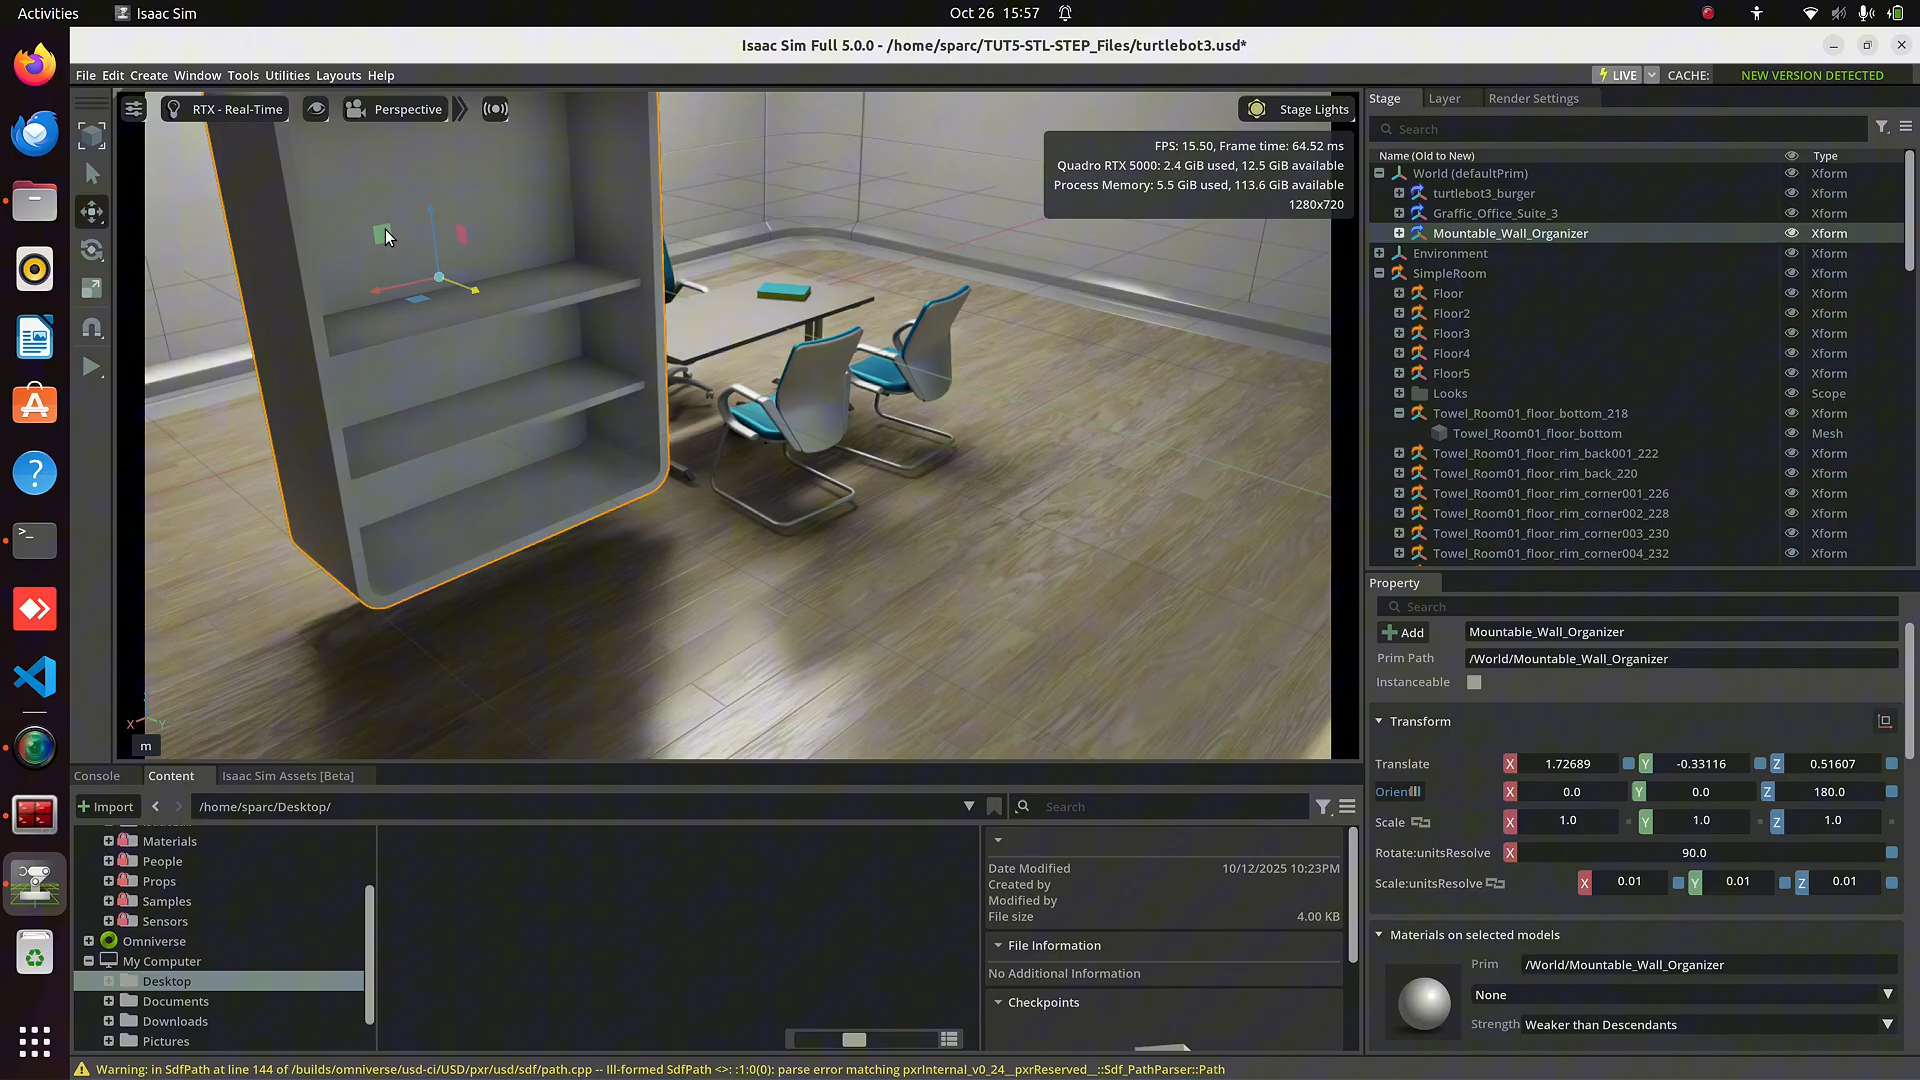 Activities Isaac Sim Oct 26 15:57
Isaac Sim Full 5.0.0 - /home/sparc/TUT5-STL-STEP_Files/turtlebot3.usd*
File Edit Create Window Tools Utilities Layouts Help LIVE CACHE: NEW VERSION DETECTED
RTX - Real-Time Perspective Stage Lights
FPS: 15.50, Frame time: 64.52 ms
Quadro RTX 5000: 2.4 GiB used, 12.5 GiB available
Process Memory: 5.5 GiB used, 113.6 GiB available
1280x720
X Y
m
Stage Layer Render Settings
Search
Name (Old to New) Type
World (defaultPrim) Xform
turtlebot3_burger Xform
Graffic_Office_Suite_3 Xform
Mountable_Wall_Organizer Xform
Environment Xform
SimpleRoom Xform
Floor Xform
Floor2 Xform
Floor3 Xform
Floor4 Xform
Floor5 Xform
Looks Scope
Towel_Room01_floor_bottom_218 Xform
Towel_Room01_floor_bottom Mesh
Towel_Room01_floor_rim_back001_222 Xform
Towel_Room01_floor_rim_back_220 Xform
Towel_Room01_floor_rim_corner001_226 Xform
Towel_Room01_floor_rim_corner002_228 Xform
Towel_Room01_floor_rim_corner003_230 Xform
Towel_Room01_floor_rim_corner004_232 Xform
Property
Search
Add Mountable_Wall_Organizer
Prim Path /World/Mountable_Wall_Organizer
Instanceable
Transform
Translate X 1.72689 Y -0.33116 Z 0.51607
Orient X 0.0 Y 0.0 Z 180.0
Scale X 1.0 Y 1.0 Z 1.0
Rotate:unitsResolve X 90.0
Scale:unitsResolve X 0.01 Y 0.01 Z 0.01
Materials on selected models
Prim /World/Mountable_Wall_Organizer
None
Strength Weaker than Descendants
Console Content Isaac Sim Assets [Beta]
Import /home/sparc/Desktop/ Search
Materials
People
Props
Samples
Sensors
Omniverse
My Computer
Desktop
Documents
Downloads
Pictures
Date Modified 10/12/2025 10:23PM
Created by
Modified by
File size 4.00 KB
File Information
No Additional Information
Checkpoints
Warning: in SdfPath at line 144 of /builds/omniverse/usd-ci/USD/pxr/usd/sdf/path.cpp -- Ill-formed SdfPath <>: :1:0(0): parse error matching pxrInternal_v0_24__pxrReserved__::Sdf_PathParser::Path